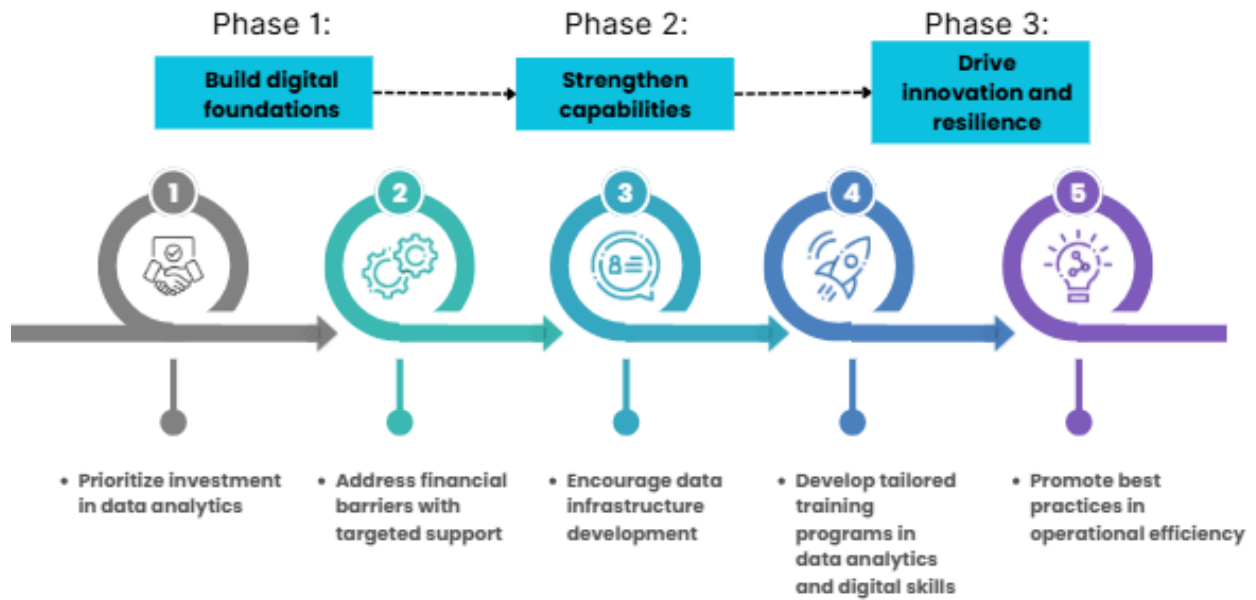 Phase 1:
Phase 2:
Phase 3:
Build digital
foundations
Strengthen
capabilities
Drive
innovation and
resilience
1
2
3
4
5
• Prioritize investment
in data analytics
• Address financial
barriers with
targeted support
• Encourage data
infrastructure
development
• Develop tailored
training
programs in
data analytics
and digital skills
• Promote best
practices in
operational efficiency